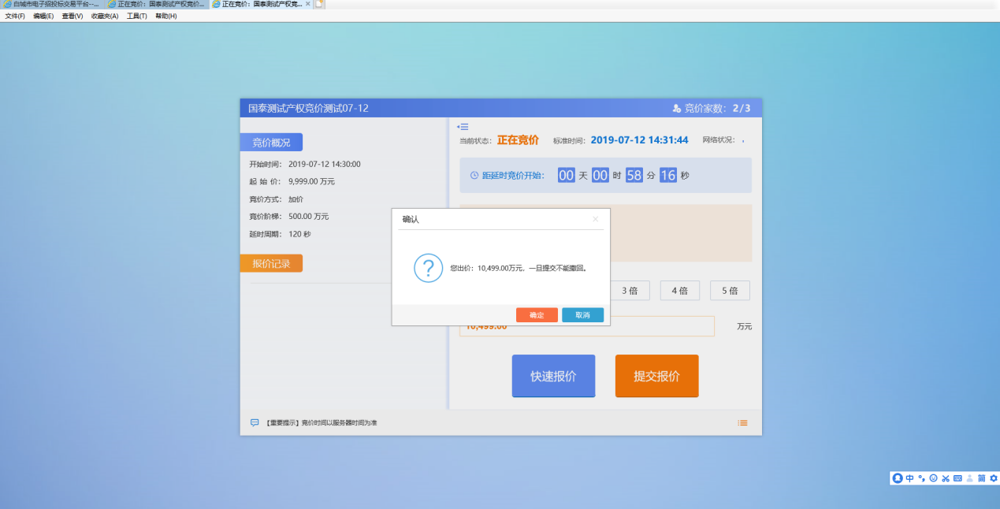 白城市电子招投标交易平台--... 正在竞价：国泰测试产权竞价... 正在竞价：国泰测试产权竞... ×
文件(F) 编辑(E) 查看(V) 收藏夹(A) 工具(T) 帮助(H)
国泰测试产权竞价测试07-12 竞价家数：2/3
竞价概况
开始时间： 2019-07-12 14:30:00
起 始 价： 9,999.00 万元
竞价方式： 加价
竞价阶梯： 500.00 万元
延时周期： 120 秒
报价记录
当前状态：正在竞价 标准时间：2019-07-12 14:31:44 网络状况：
距延时竞价开始： 00 天 00 时 58 分 16 秒
确认 ×
?
您出价：10,499.00万元，一旦提交不能撤回。
确定 取消
3 倍 4 倍 5 倍
10,499.00 万元
快速报价 提交报价
【重要提示】竞价时间以服务器时间为准
中 简